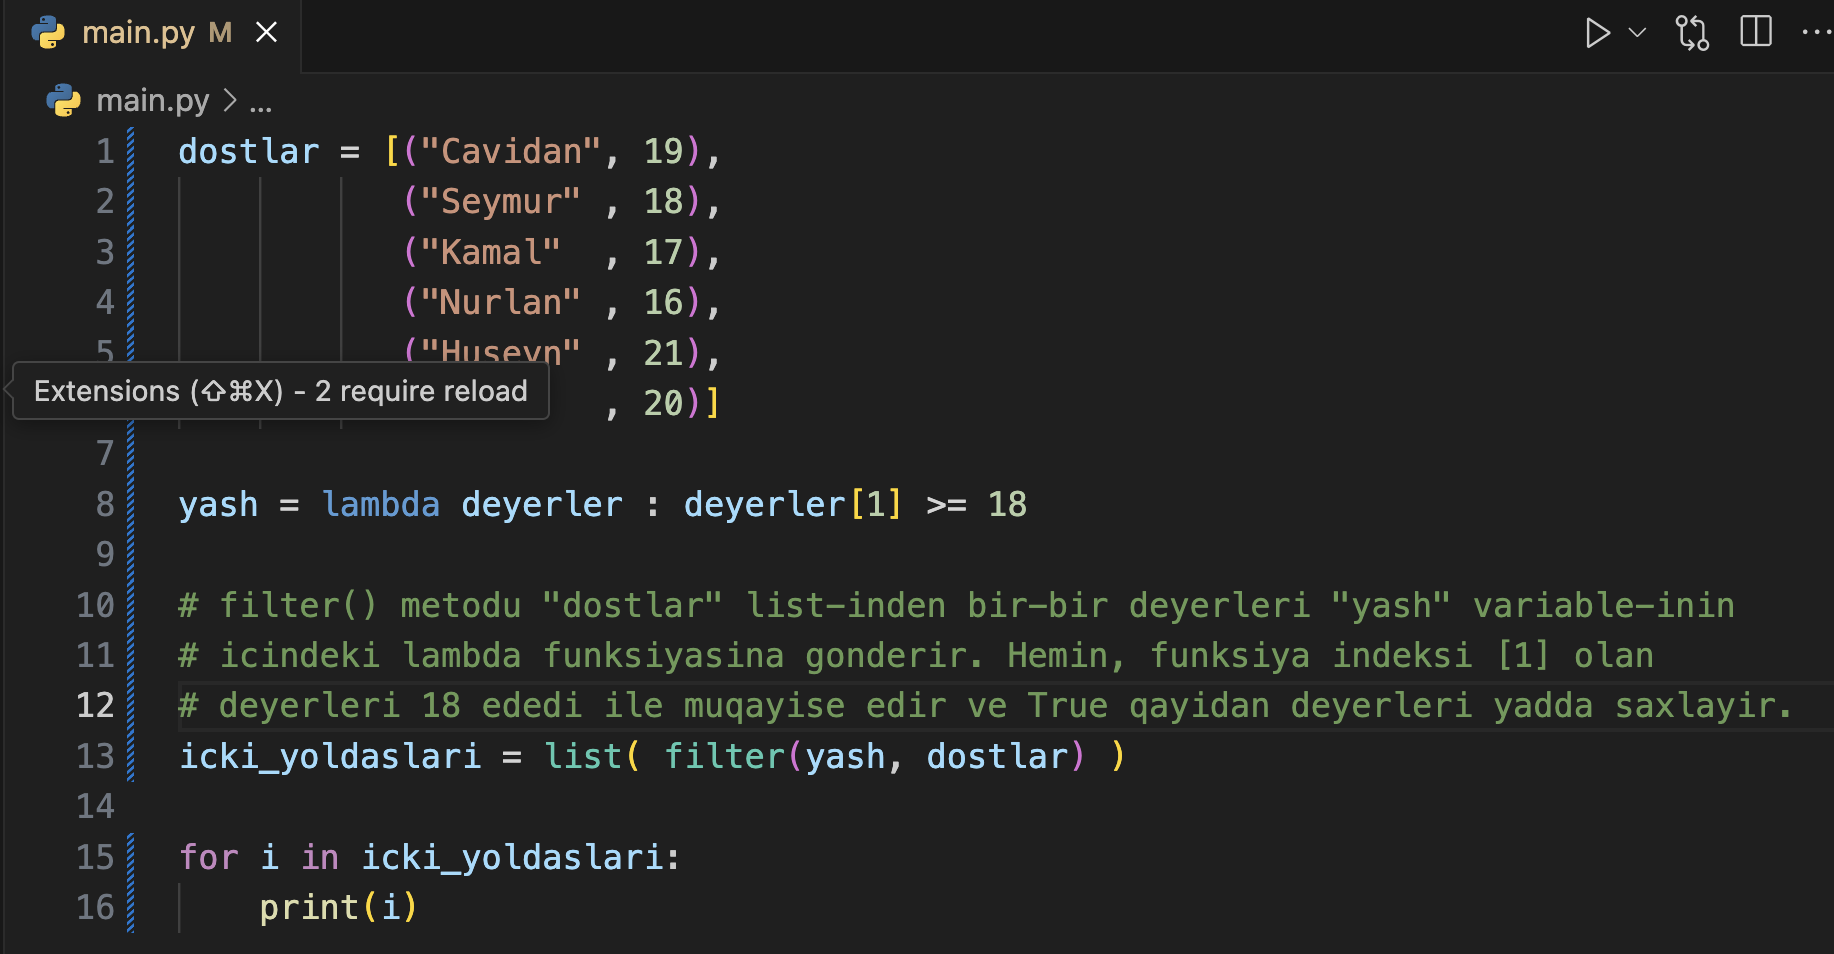 main.py M
main.py > ...
1 dostlar = [("Cavidan", 19),
2 ("Seymur" , 18),
3 ("Kamal"  , 17),
4 ("Nurlan" , 16),
5 ("Huseyn" , 21),
Extensions (⇧⌘X) - 2 require reload
, 20)]
7
8 yash = lambda deyerler : deyerler[1] >= 18
9
10 # filter() metodu "dostlar" list-inden bir-bir deyerleri "yash" variable-inin
11 # icindeki lambda funksiyasina gonderir. Hemin, funksiya indeksi [1] olan
12 # deyerleri 18 ededi ile muqayise edir ve True qayidan deyerleri yadda saxlayir.
13 icki_yoldaslari = list( filter(yash, dostlar) )
14
15 for i in icki_yoldaslari:
16 print(i)